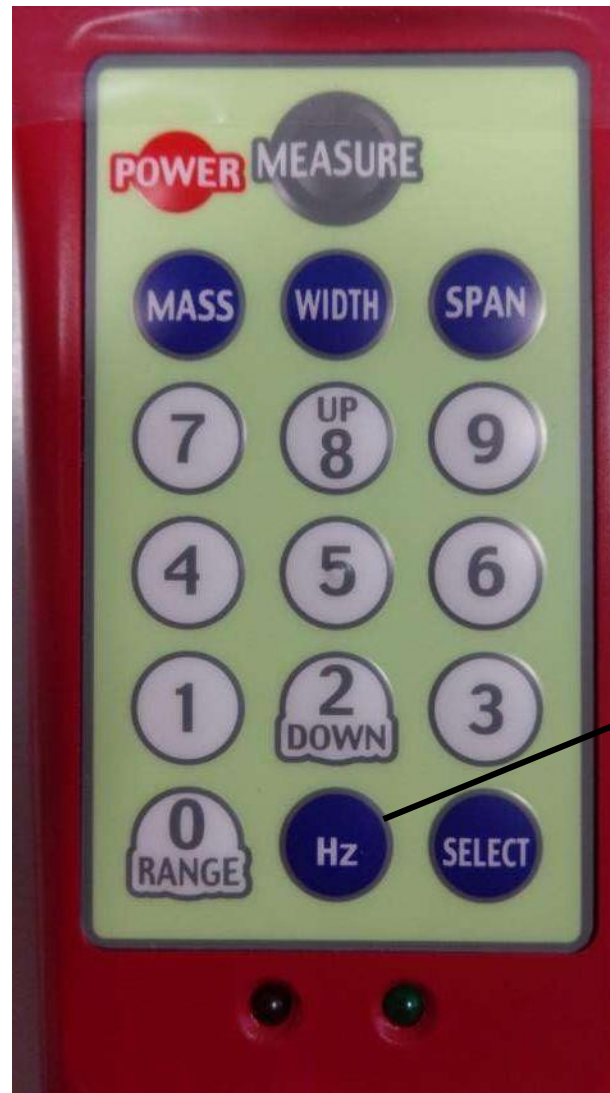 POWER MEASURE
MASS WIDTH SPAN
7 UP 8 9
4 5 6
1 2 DOWN 3
0 RANGE Hz SELECT